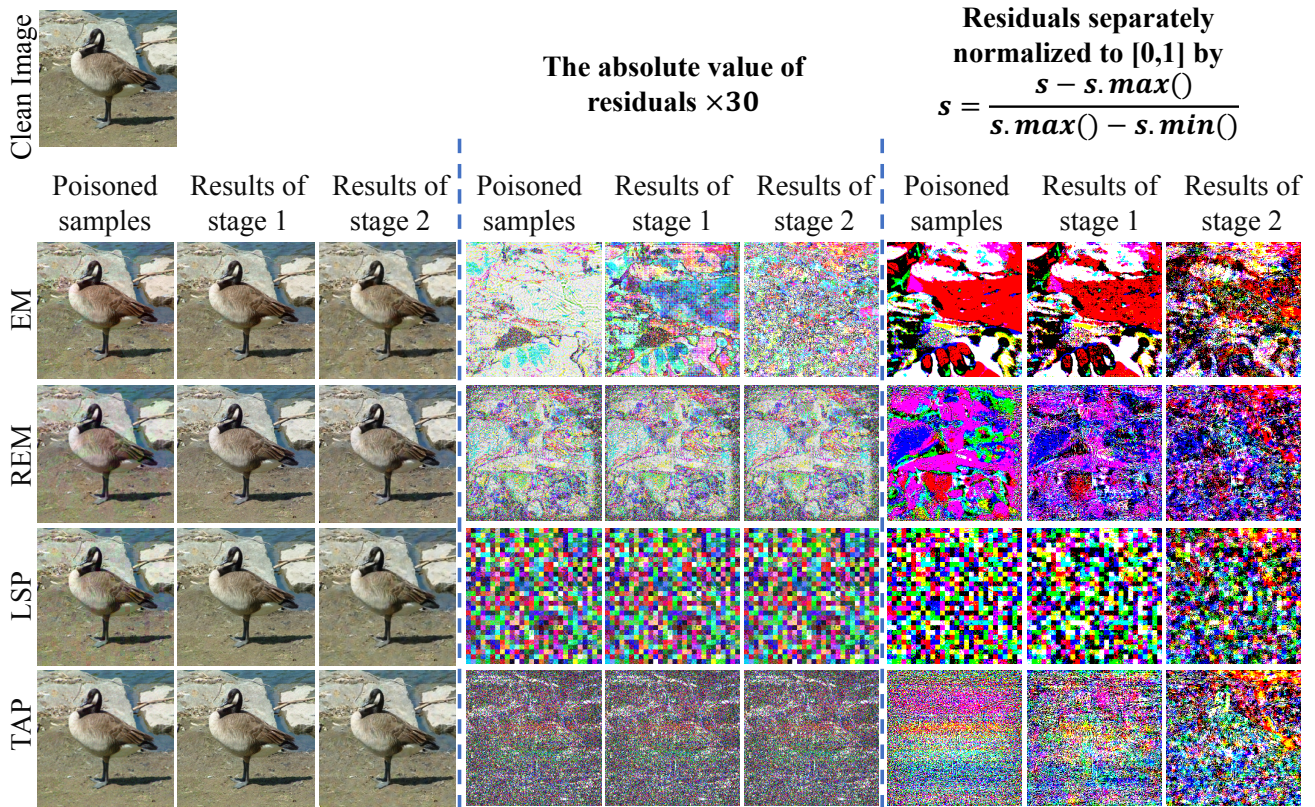 Clean Image
The absolute value of
residuals ×30
Residuals separately
normalized to [0,1] by
s = (s − s.max()) / (s.max() − s.min())
Poisoned samples
Results of stage 1
Results of stage 2
Poisoned samples
Results of stage 1
Results of stage 2
Poisoned samples
Results of stage 1
Results of stage 2
EM
REM
LSP
TAP